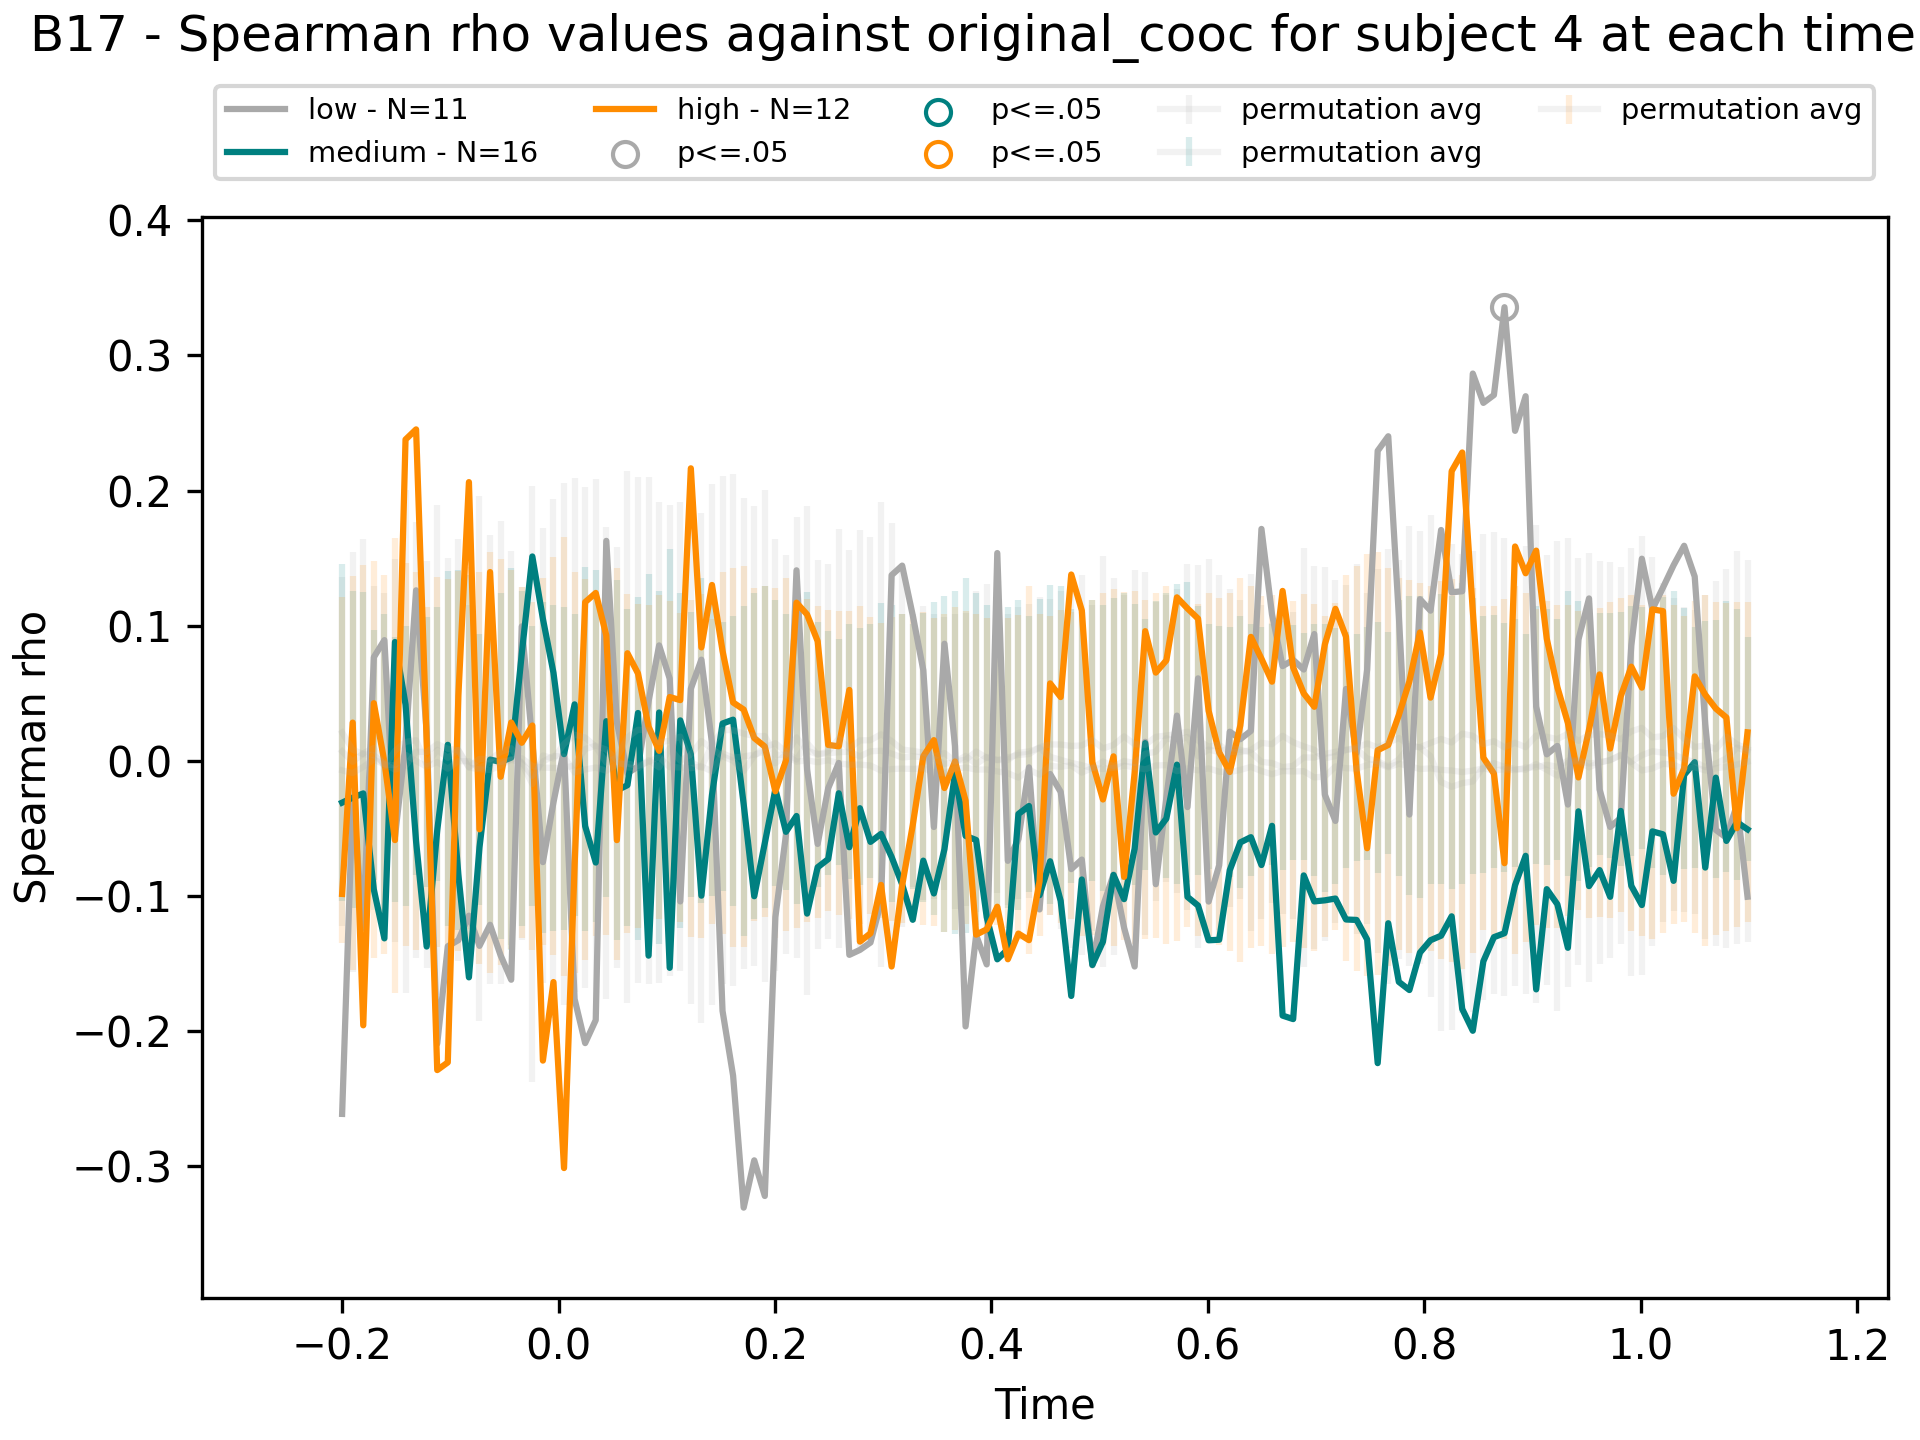 B17 - Spearman rho values against original_cooc for subject 4 at each time
low - N=11
medium - N=16
high - N=12
p<=.05
p<=.05
p<=.05
permutation avg
permutation avg
permutation avg
Spearman rho
0.4
0.3
0.2
0.1
0.0
−0.1
−0.2
−0.3
−0.2
0.0
0.2
0.4
0.6
0.8
1.0
1.2
Time